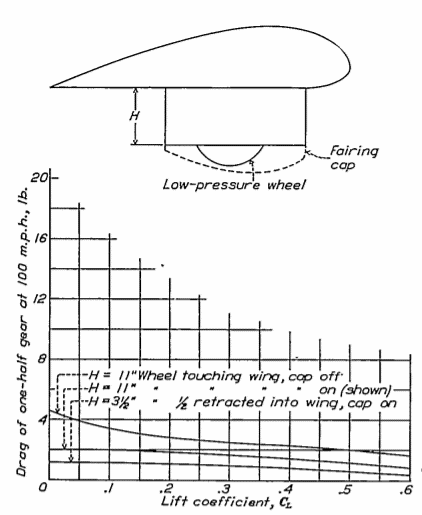 H
Fairing
cap
Low-pressure wheel
Drag of one-half gear at 100 m.p.h., lb.
20
16
12
8
4
0
H = 11" Wheel touching wing, cap off
H = 11" " " " " on (shown)
H = 3½" " ½ retracted into wing, cap on
.1 .2 .3 .4 .5 .6
Lift coefficient, CL